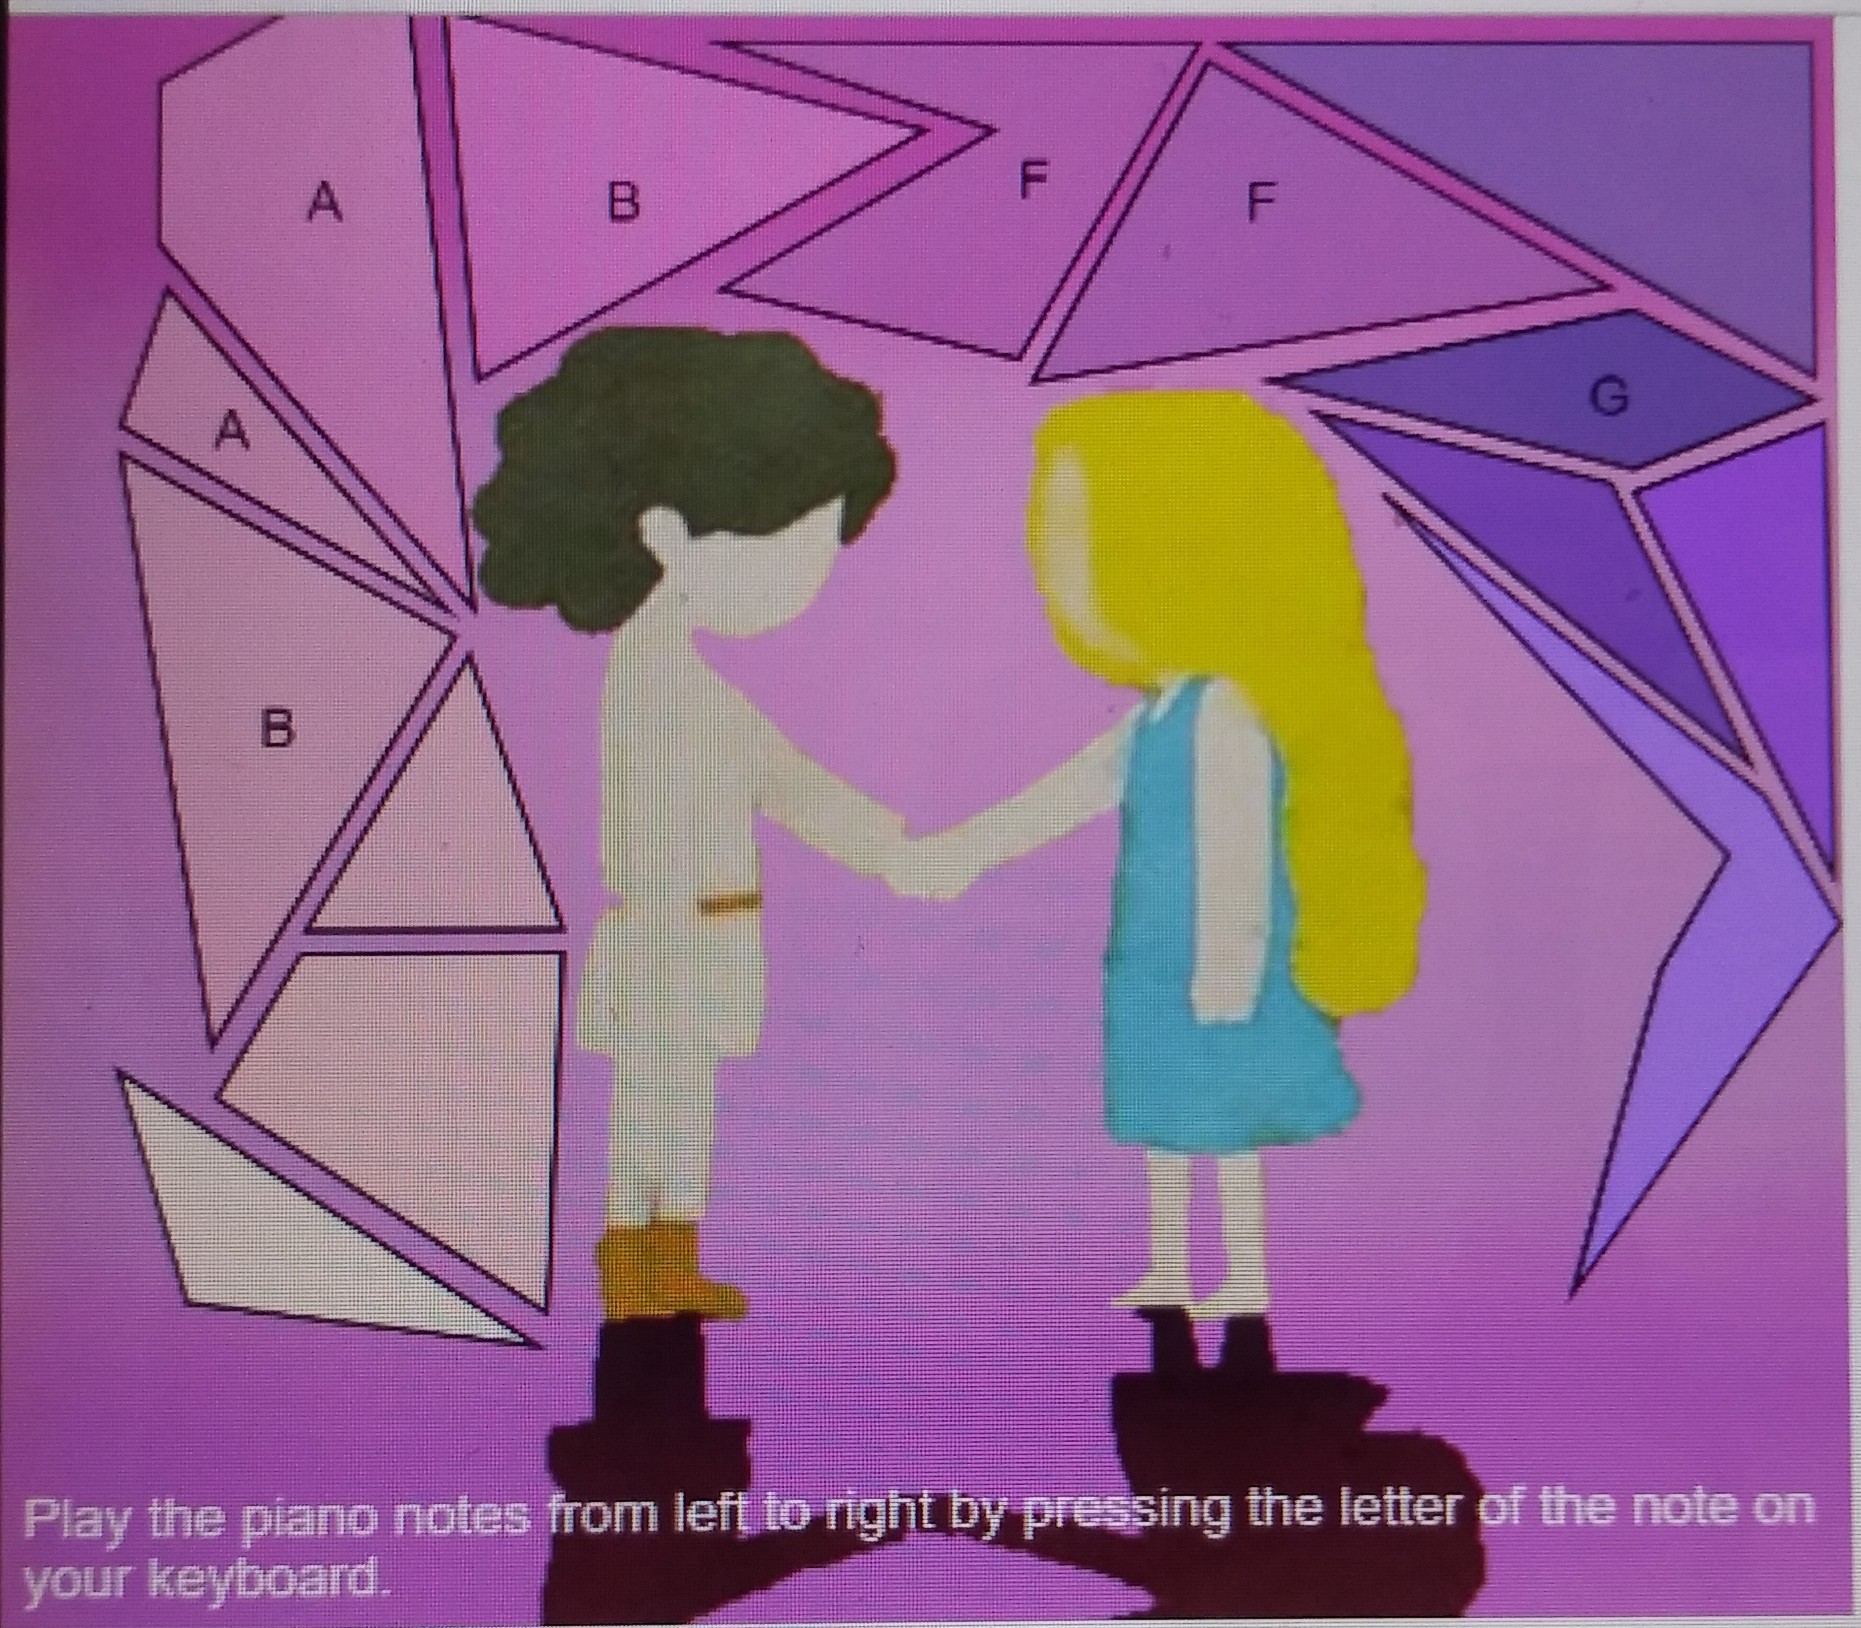 A
B
F
F
G
A
B
Play the piano notes from left to right by pressing the letter of the note on
your keyboard.